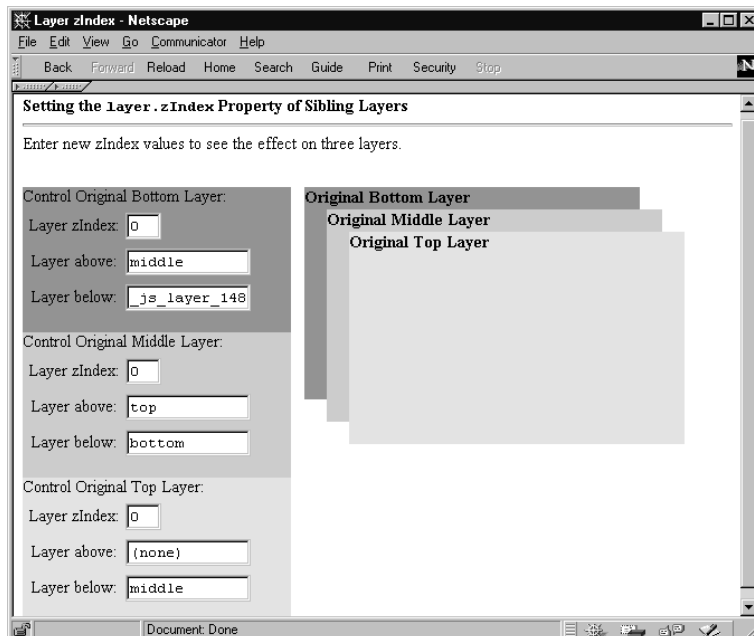 Layer zIndex - Netscape
File Edit View Go Communicator Help
Back Forward Reload Home Search Guide Print Security Stop
N
Setting the layer.zIndex Property of Sibling Layers
Enter new zIndex values to see the effect on three layers.
Control Original Bottom Layer:
Layer zIndex: 0
Layer above: middle
Layer below: _js_layer_148
Control Original Middle Layer:
Layer zIndex: 0
Layer above: top
Layer below: bottom
Control Original Top Layer:
Layer zIndex: 0
Layer above: (none)
Layer below: middle
Original Bottom Layer
Original Middle Layer
Original Top Layer
Document: Done